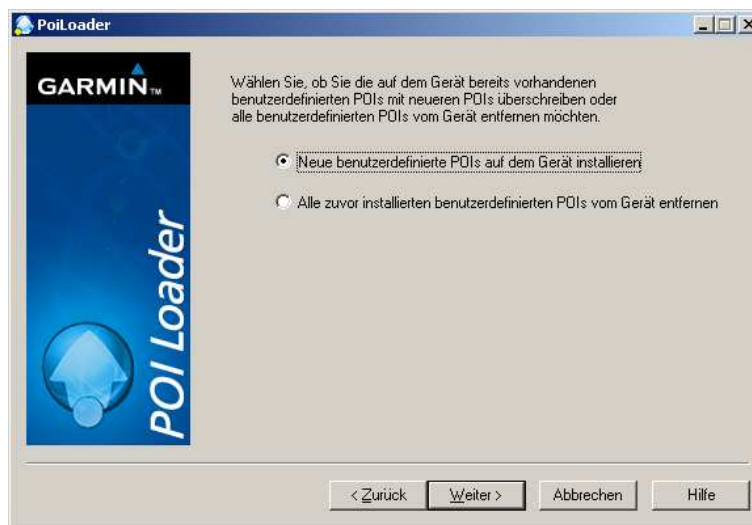 PoiLoader
GARMIN™
POI Loader
Wählen Sie, ob Sie die auf dem Gerät bereits vorhandenen
benutzerdefinierten POIs mit neueren POIs überschreiben oder
alle benutzerdefinierten POIs vom Gerät entfernen möchten.
Neue benutzerdefinierte POIs auf dem Gerät installieren
Alle zuvor installierten benutzerdefinierten POIs vom Gerät entfernen
< Zurück
Weiter >
Abbrechen
Hilfe